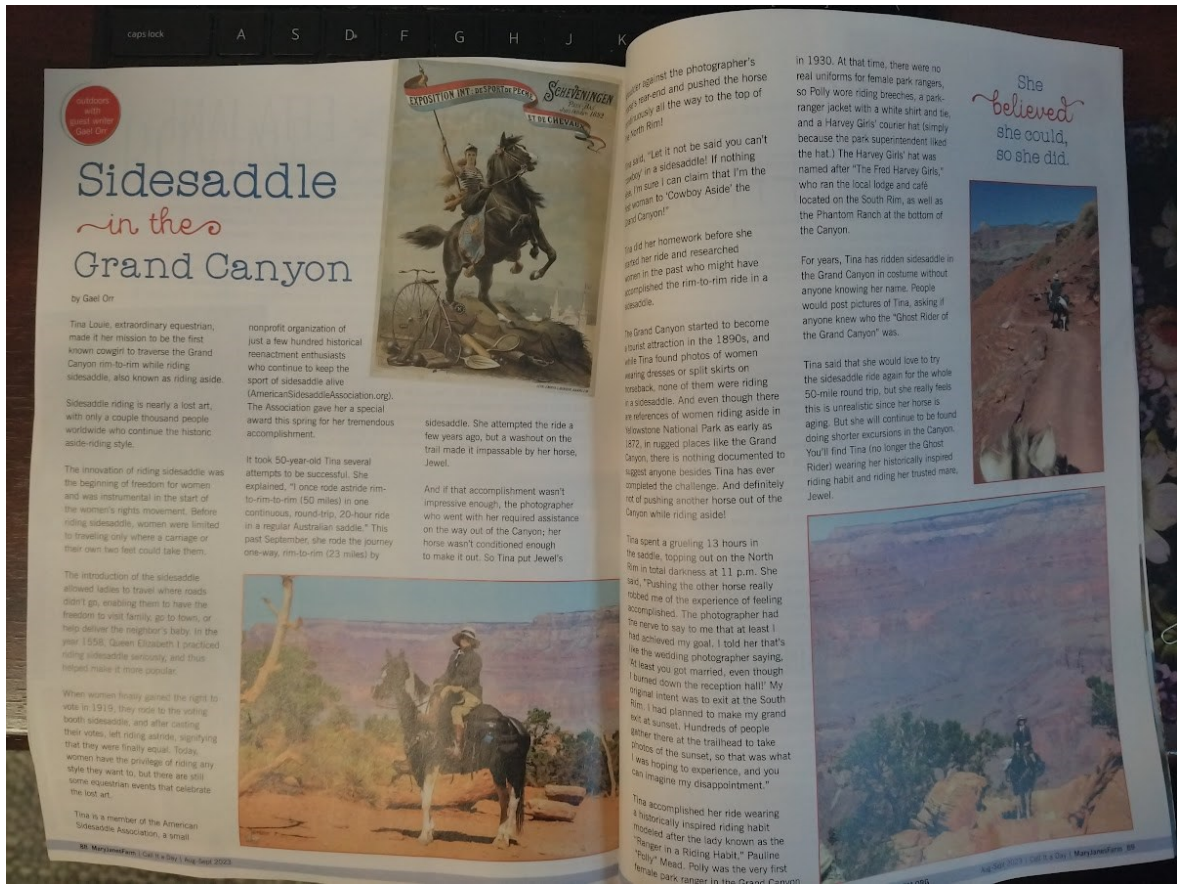 caps lock
A
S
D
F
G
H
J
K
outdoors
with
guest writer
Gael Orr
Sidesaddle
in the
Grand Canyon
by Gael Orr
EXPOSITION INT: DE SPORT DE PÊCHE
ET DE CHEVAUX
SCHEVENINGEN
Tina Louie, extraordinary equestrian,
made it her mission to be the first
known cowgirl to traverse the Grand
Canyon rim-to-rim while riding
sidesaddle, also known as riding aside.
Sidesaddle riding is nearly a lost art,
with only a couple thousand people
worldwide who continue the historic
aside-riding style.
The innovation of riding sidesaddle was
the beginning of freedom for women
and was instrumental in the start of
the women's rights movement. Before
riding sidesaddle, women were limited
to traveling only where a carriage or
their own two feet could take them.
The introduction of the sidesaddle
allowed ladies to travel where roads
didn't go, enabling them to have the
freedom to visit family, go to town, or
help deliver the neighbor's baby. In the
year 1558, Queen Elizabeth I practiced
riding sidesaddle seriously, and thus
helped make it more popular.
When women finally gained the right to
vote in 1919, they rode to the voting
booth sidesaddle, and after casting
their votes, left riding astride, signifying
that they were finally equal. Today,
women have the privilege of riding any
style they want to, but there are still
some equestrian events that celebrate
the lost art.
Tina is a member of the American
Sidesaddle Association, a small
nonprofit organization of
just a few hundred historical
reenactment enthusiasts
who continue to keep the
sport of sidesaddle alive
(AmericanSidesaddleAssociation.org).
The Association gave her a special
award this spring for her tremendous
accomplishment.
It took 50-year-old Tina several
attempts to be successful. She
explained, "I once rode astride rim-
to-rim-to-rim (50 miles) in one
continuous, round-trip, 20-hour ride
in a regular Australian saddle." This
past September, she rode the journey
one-way, rim-to-rim (23 miles) by
sidesaddle. She attempted the ride a
few years ago, but a washout on the
trail made it impassable by her horse,
Jewel.
And if that accomplishment wasn't
impressive enough, the photographer
who went with her required assistance
on the way out of the Canyon; her
horse wasn't conditioned enough
to make it out. So Tina put Jewel's
88 MaryJanesFarm | Call it a Day | Aug-Sept 2023
against the photographer's
rear-end and pushed the horse
all the way to the top of
North Rim!
said, "Let it not be said you can't
in a sidesaddle! If nothing
I'm sure I can claim that I'm the
woman to 'Cowboy Aside' the
Grand Canyon!"
did her homework before she
her ride and researched
women in the past who might have
accomplished the rim-to-rim ride in a
sidesaddle.
The Grand Canyon started to become
a tourist attraction in the 1890s, and
while Tina found photos of women
wearing dresses or split skirts on
horseback, none of them were riding
in a sidesaddle. And even though there
are references of women riding aside in
Yellowstone National Park as early as
1872, in rugged places like the Grand
Canyon, there is nothing documented to
suggest anyone besides Tina has ever
completed the challenge. And definitely
not of pushing another horse out of the
Canyon while riding aside!
Tina spent a grueling 13 hours in
the saddle, topping out on the North
Rim in total darkness at 11 p.m. She
said, "Pushing the other horse really
robbed me of the experience of feeling
accomplished. The photographer had
the nerve to say to me that at least I
had achieved my goal. I told her that's
like the wedding photographer saying,
'At least you got married, even though
I burned down the reception hall!' My
original intent was to exit at the South
Rim. I had planned to make my grand
exit at sunset. Hundreds of people
gather there at the trailhead to take
photos of the sunset, so that was what
I was hoping to experience, and you
can imagine my disappointment."
Tina accomplished her ride wearing
a historically inspired riding habit
modeled after the lady known as the
"Ranger in a Riding Habit," Pauline
"Polly" Mead. Polly was the very first
female park ranger in the Grand Canyon
in 1930. At that time, there were no
real uniforms for female park rangers,
so Polly wore riding breeches, a park-
ranger jacket with a white shirt and tie,
and a Harvey Girls' courier hat (simply
because the park superintendent liked
the hat.) The Harvey Girls' hat was
named after "The Fred Harvey Girls,"
who ran the local lodge and café
located on the South Rim, as well as
the Phantom Ranch at the bottom of
the Canyon.
For years, Tina has ridden sidesaddle in
the Grand Canyon in costume without
anyone knowing her name. People
would post pictures of Tina, asking if
anyone knew who the "Ghost Rider of
the Grand Canyon" was.
Tina said that she would love to try
the sidesaddle ride again for the whole
50-mile round trip, but she really feels
this is unrealistic since her horse is
aging. But she will continue to be found
doing shorter excursions in the Canyon.
You'll find Tina (no longer the Ghost
Rider) wearing her historically inspired
riding habit and riding her trusted mare,
Jewel.
She
believed
she could,
so she did.
Aug-Sept 2023 | Call it a Day | MaryJanesFarm 89
.ORG